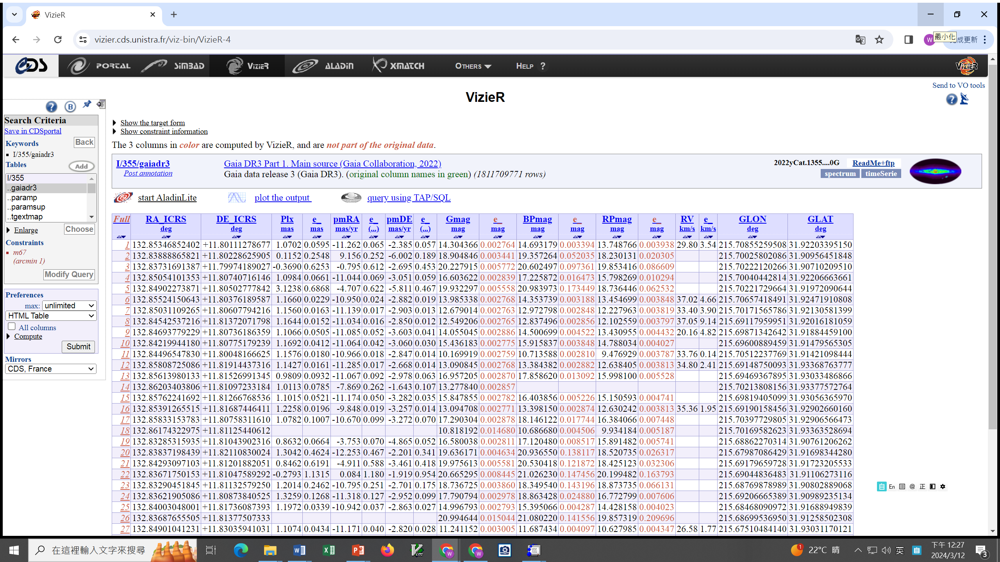 VizieR
vizier.cds.unistra.fr/viz-bin/VizieR-4
W
最小化
成更新
CDS PORTAL SIMBAD VIZIER ALADIN XMATCH OTHERS HELP ?
VizieR
Send to VO tools
VizieR
Search Criteria
Save in CDSportal
Keywords Back
I/355/gaiadr3
Tables Add
I/355
..gaiadr3
..paramp
..paramsup
..tgextmap
Enlarge Choose
Constraints
m67
(arcmin 1)
Modify Query
Preferences
max: unlimited
HTML Table
All columns
Compute
Submit
Mirrors
CDS, France
Show the target form
Show constraint information
The 3 columns in color are computed by VizieR, and are not part of the original data.
I/355/gaiadr3 Gaia DR3 Part 1. Main source (Gaia Collaboration, 2022) 2022yCat.1355....0G ReadMe+ftp
Post annotation Gaia data release 3 (Gaia DR3). (original column names in green) (1811709771 rows) spectrum timeSerie
start AladinLite plot the output query using TAP/SQL
Full RA_ICRS DE_ICRS Plx e_ pmRA e_ pmDE e_ Gmag e_ BPmag e_ RPmag e_ RV e_ GLON GLAT
deg deg mas mas mas/yr (...) mas/yr (...) mag mag mag mag mag mag km/s km/s deg deg
1 132.85346852402 +11.80111278677 1.0702 0.0595 -11.262 0.065 -2.385 0.057 14.304366 0.002764 14.693179 0.003394 13.748766 0.003938 29.80 3.54 215.70855259508 31.92203395150
2 132.83888865821 +11.80228625905 0.1152 0.2548 9.156 0.252 -6.002 0.189 18.904846 0.003441 19.357264 0.052035 18.230131 0.020305 215.70025802086 31.90956451848
3 132.83731691387 +11.79974189027 -0.3690 0.6253 -0.795 0.612 -2.695 0.453 20.227915 0.005772 20.602497 0.097361 19.853416 0.086609 215.70222120266 31.90710209510
4 132.85054101353 +11.80740716146 1.0984 0.0661 -11.044 0.069 -3.051 0.059 16.603622 0.002839 17.225872 0.016473 15.798269 0.010294 215.70040442814 31.92206663661
5 132.84902273871 +11.80502777842 3.1238 0.6868 -4.707 0.622 -5.811 0.467 19.932297 0.005558 20.983973 0.173449 18.736446 0.062532 215.70221729664 31.91972090644
6 132.85524150643 +11.80376189587 1.1660 0.0229 -10.950 0.024 -2.882 0.019 13.985338 0.002768 14.353739 0.003188 13.454699 0.003848 37.02 4.66 215.70657418491 31.92471910808
7 132.85031109265 +11.80607794216 1.1560 0.0163 -11.139 0.017 -2.903 0.013 12.679014 0.002763 12.972798 0.002848 12.227963 0.003819 33.40 3.90 215.70171565786 31.92130581399
8 132.84542537216 +11.81372071798 1.1644 0.0152 -11.034 0.016 -2.850 0.012 12.549206 0.002765 12.837496 0.002856 12.102559 0.003797 37.05 9.14 215.69117959951 31.92016181059
9 132.84693779229 +11.80736186359 1.1066 0.0505 -11.085 0.052 -3.603 0.041 14.055045 0.002886 14.500699 0.004522 13.430955 0.004432 20.16 4.82 215.69871342642 31.91884459100
10 132.84219944180 +11.80775179239 1.1692 0.0412 -11.064 0.042 -3.060 0.030 15.436183 0.002775 15.915837 0.003848 14.788034 0.004027 215.69600889459 31.91479565305
11 132.84496547830 +11.80048166625 1.1576 0.0180 -10.966 0.018 -2.847 0.014 10.169919 0.002759 10.713588 0.002810 9.476929 0.003787 33.76 0.14 215.70512237769 31.91421098444
12 132.85808725086 +11.81914437316 1.1427 0.0161 -11.285 0.017 -2.668 0.014 13.090845 0.002768 13.384382 0.002882 12.638405 0.003813 34.80 2.41 215.69148750093 31.93368763777
13 132.85613980133 +11.81526991345 0.9809 0.0932 -11.067 0.092 -2.978 0.063 16.957205 0.002870 17.858620 0.013092 15.998100 0.005528 215.69469367895 31.93033486866
14 132.86203403806 +11.81097233184 1.0113 0.0785 -7.869 0.262 -1.643 0.107 13.277840 0.002857 215.70213808156 31.93377572764
15 132.85762241692 +11.81266768536 1.1015 0.0521 -11.174 0.050 -3.282 0.035 15.847855 0.002782 16.403856 0.005226 15.150593 0.004741 215.69819405099 31.93056365970
16 132.85391265515 +11.81687446411 1.2258 0.0196 -9.848 0.019 -3.257 0.014 13.094708 0.002771 13.398150 0.002874 12.630242 0.003813 35.36 1.95 215.69190158456 31.92902660160
17 132.85833153783 +11.80758311610 1.0782 0.1007 -10.670 0.099 -3.272 0.070 17.290304 0.002878 18.146122 0.017744 16.384066 0.007448 215.70397729805 31.92906566473
18 132.86174322975 +11.81125440612 10.818192 0.014680 10.686680 0.004506 9.934184 0.005187 215.70169582623 31.93363528694
19 132.83285315935 +11.81043902316 0.8632 0.0664 -3.753 0.070 -4.865 0.052 16.580038 0.002811 17.120480 0.008517 15.891482 0.005741 215.68862270314 31.90761206262
20 132.83837198439 +11.82110830024 1.3042 0.4624 -12.253 0.467 -2.201 0.341 19.636171 0.004634 20.936550 0.138117 18.520735 0.026317 215.67987086429 31.91698344280
21 132.84293097103 +11.81201882051 0.8462 0.6191 -4.911 0.588 -3.461 0.418 19.975613 0.005581 20.530418 0.121872 18.425123 0.032306 215.69179659728 31.91723205533
22 132.83671750153 +11.81047589292 -0.2793 1.1315 0.084 1.180 -1.919 0.954 20.665295 0.008445 21.026230 0.147456 20.199482 0.163793 215.69044836483 31.91106273116
23 132.83290451845 +11.81132579250 1.2014 0.2462 -10.795 0.251 -2.701 0.175 18.736725 0.003860 18.349540 0.143196 18.873735 0.066131 215.68769878989 31.90802889068
24 132.83621905086 +11.80873840525 1.3259 0.1268 -11.318 0.127 -2.952 0.099 17.790794 0.002978 18.863428 0.024880 16.772799 0.007606 215.69206665389 31.90989235134
25 132.84003048001 +11.81736087393 1.1972 0.0339 -10.942 0.037 -2.863 0.027 14.996793 0.002793 15.395066 0.004287 14.428158 0.004023 215.68468090972 31.91688949839
26 132.83687655505 +11.81377507333 20.994644 0.015044 21.080220 0.141556 19.857319 0.209696 215.68699536950 31.91258502308
27 132.84901041231 +11.83035941031 1.1074 0.0434 -11.171 0.040 -2.820 0.028 11.241152 0.003005 11.687434 0.004097 10.627985 0.004347 26.58 1.77 215.67510484140 31.93031170121
自 En @ 正
在這裡輸入文字來搜尋
1 22°C 晴 英 自 下午 12:27
2024/3/12 3